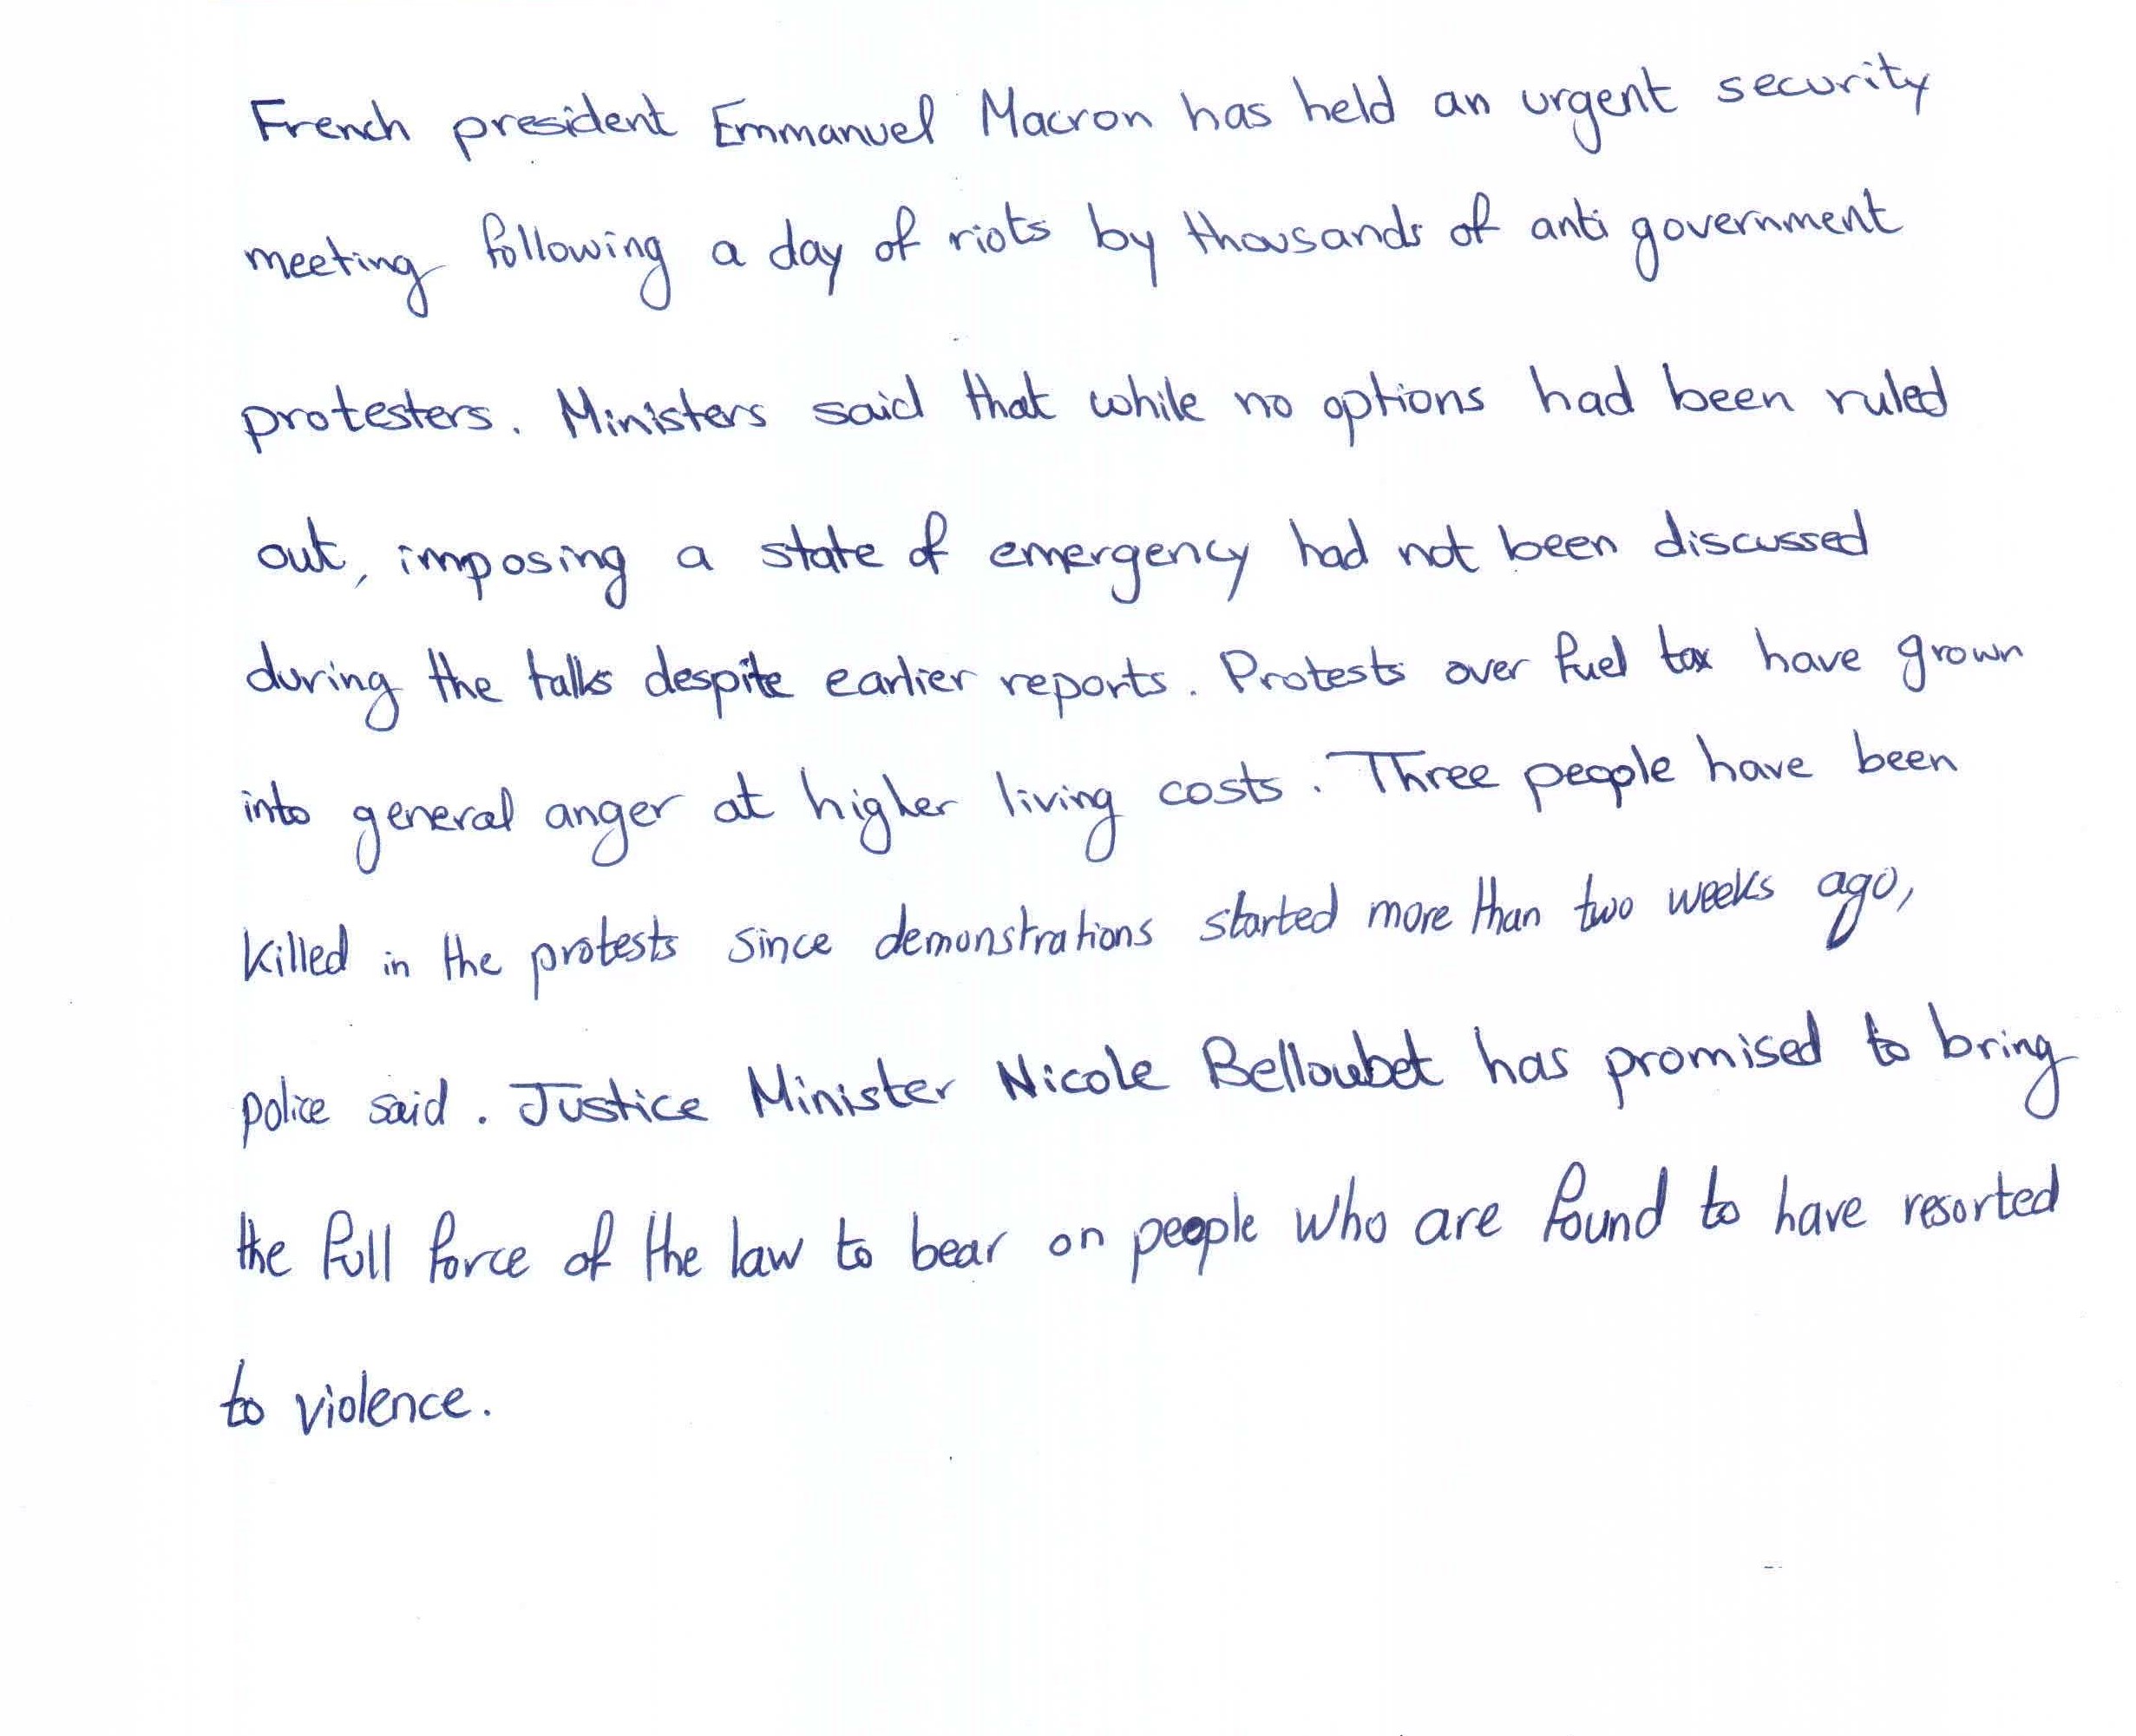 French president Emmanuel Macron has held an urgent security
meeting following a day of riots by thousands of anti government
protesters. Ministers said that while no options had been ruled
out, imposing a state of emergency had not been discussed
during the talks despite earlier reports. Protests over fuel tax have grown
into general anger at higher living costs. Three people have been
killed in the protests since demonstrations started more than two weeks ago,
police said. Justice Minister Nicole Belloubet has promised to bring
the full force of the law to bear on people who are found to have resorted
to violence.